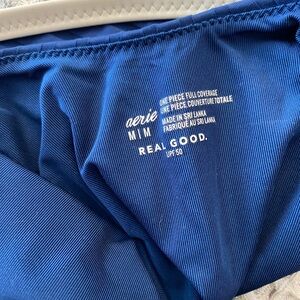 aerie
M | M
ONE PIECE FULL COVERAGE
UNE PIECE COUVERTURE TOTALE
MADE IN SRI LANKA
FABRIQUÉ AU SRI LANKA
REAL GOOD.
UPF 50